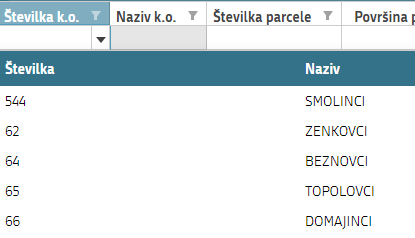 Številka k.o. Naziv k.o. Številka parcele Površina
Številka Naziv
544 SMOLINCI
62 ZENKOVCI
64 BEZNOVCI
65 TOPOLOVCI
66 DOMAJINCI